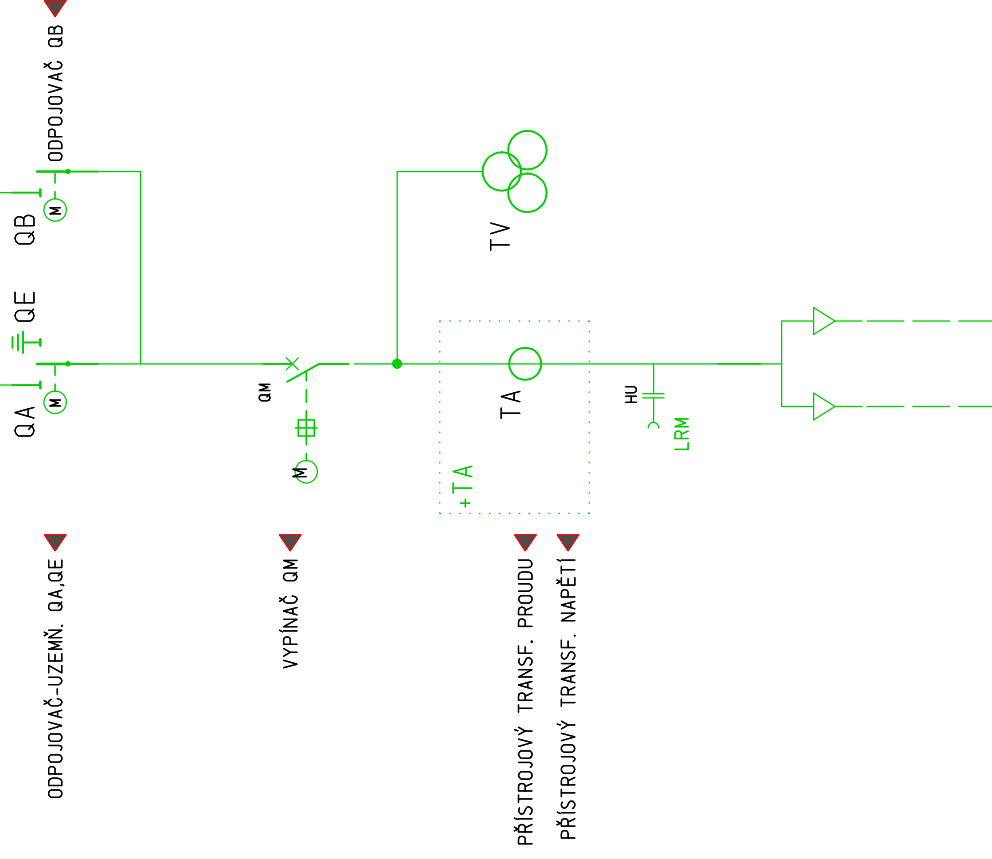 ODPOJOVAČ QB
M
QB
QE
M
QA
QM
M
TV
TA
+TA
HU
LRM
ODPOJOVAČ-UZEMŇ. QA,QE
VYPÍNAČ QM
PŘÍSTROJOVÝ TRANSF. PROUDU
PŘÍSTROJOVÝ TRANSF. NAPĚTÍ